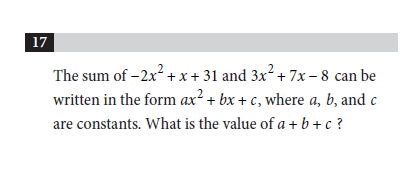 17
The sum of −2x² + x + 31 and 3x² + 7x − 8 can be
written in the form ax² + bx + c, where a, b, and c
are constants. What is the value of a + b + c ?